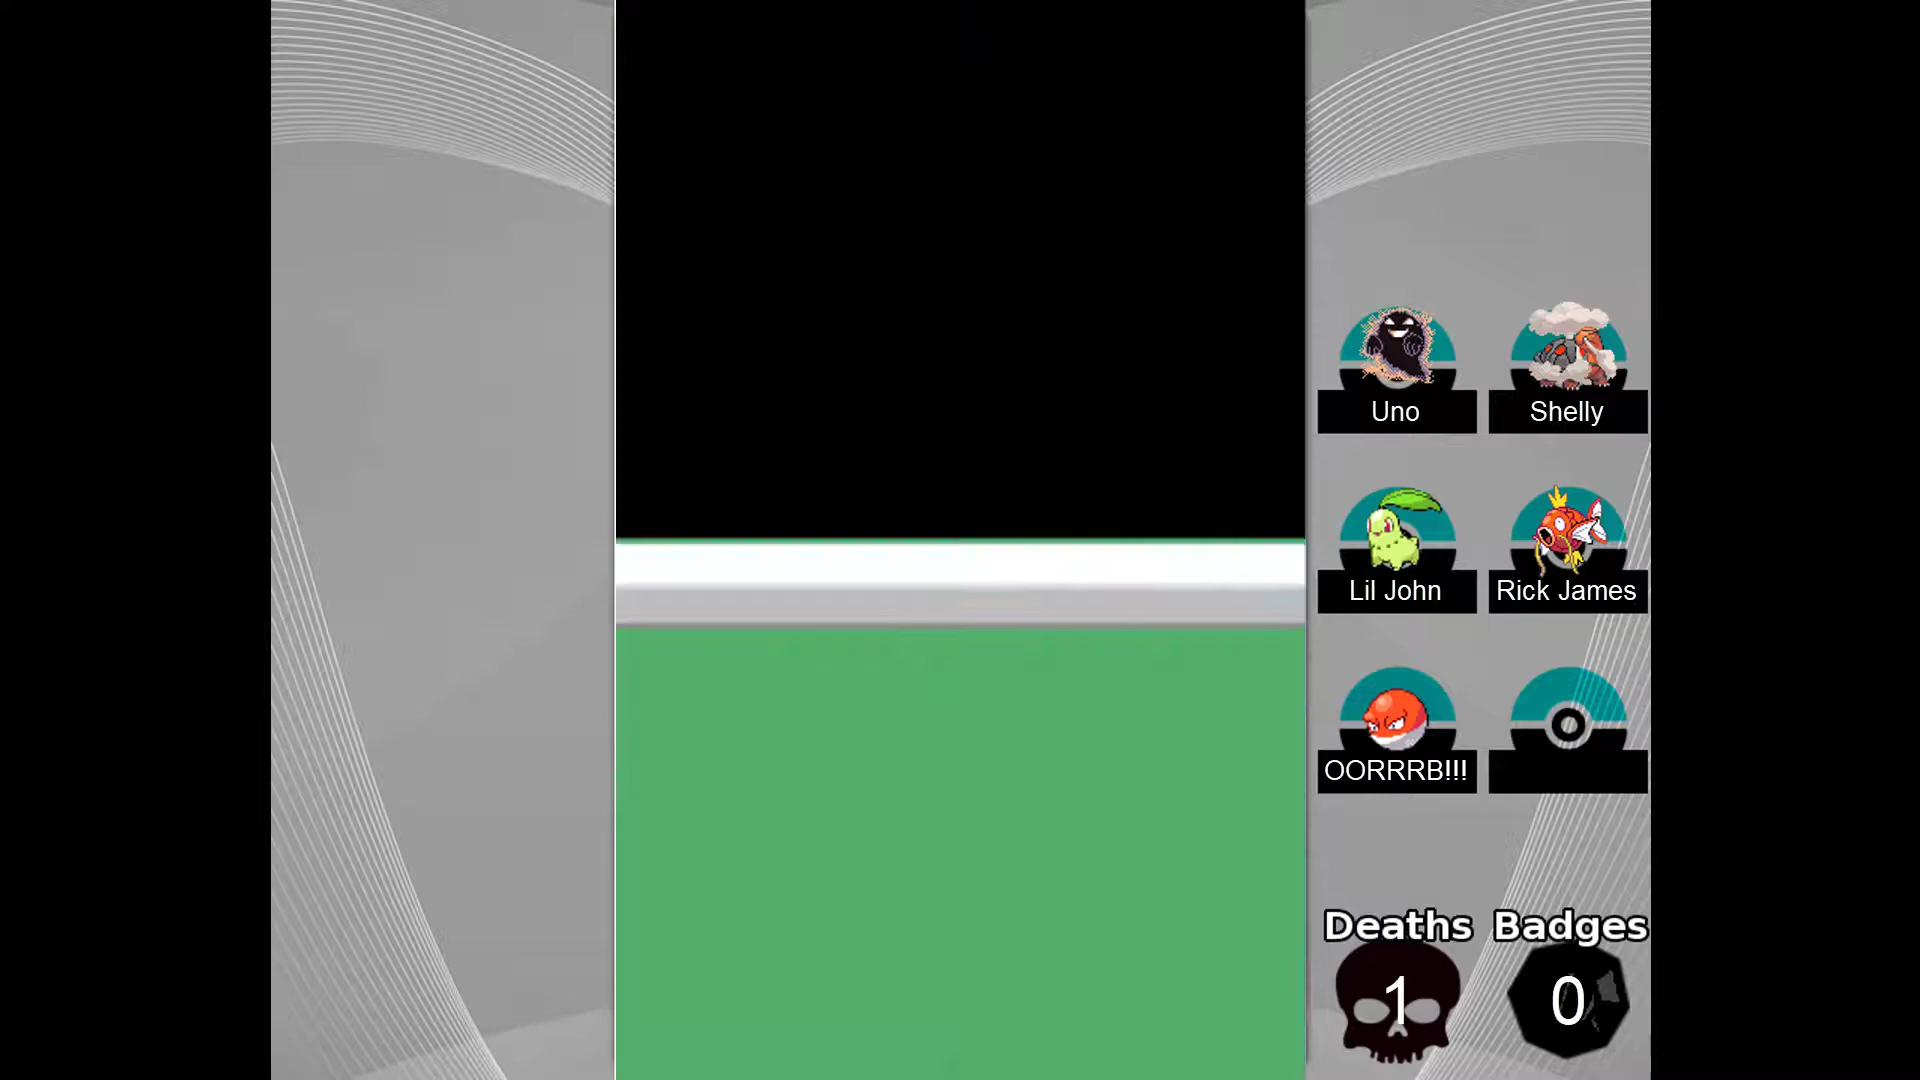 Uno
Shelly
Lil John
Rick James
OORRRB!!!
Deaths
Badges
1
0